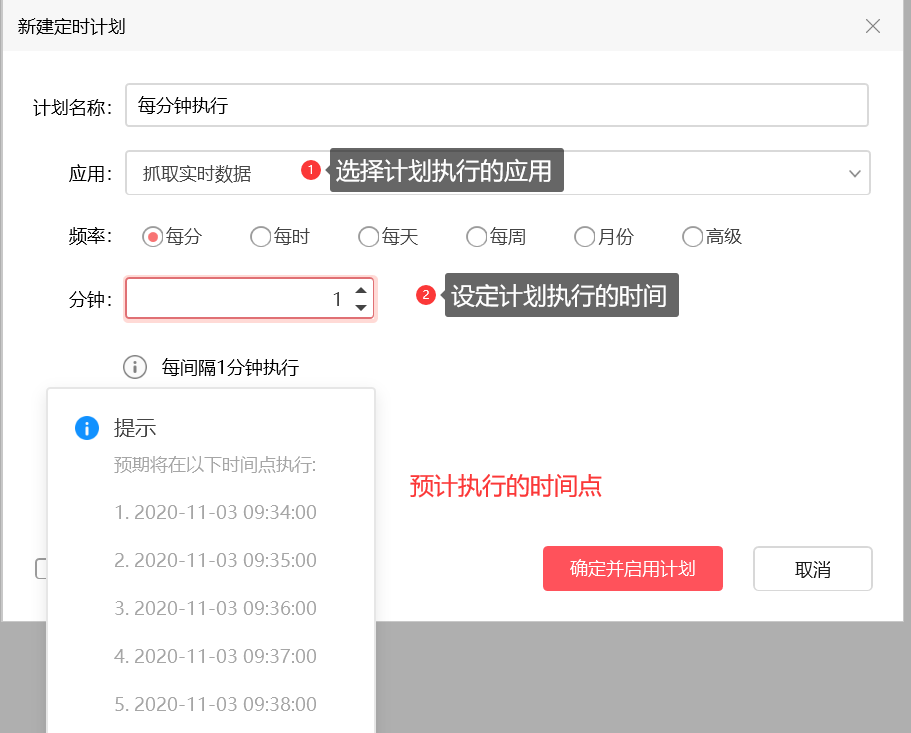 新建定时计划
计划名称： 每分钟执行
应用： 抓取实时数据 1 选择计划执行的应用
频率： 每分 每时 每天 每周 月份 高级
分钟： 1 2 设定计划执行的时间
每间隔1分钟执行
提示
预期将在以下时间点执行:
预计执行的时间点
1. 2020-11-03 09:34:00
2. 2020-11-03 09:35:00
确定并启用计划 取消
3. 2020-11-03 09:36:00
4. 2020-11-03 09:37:00
5. 2020-11-03 09:38:00